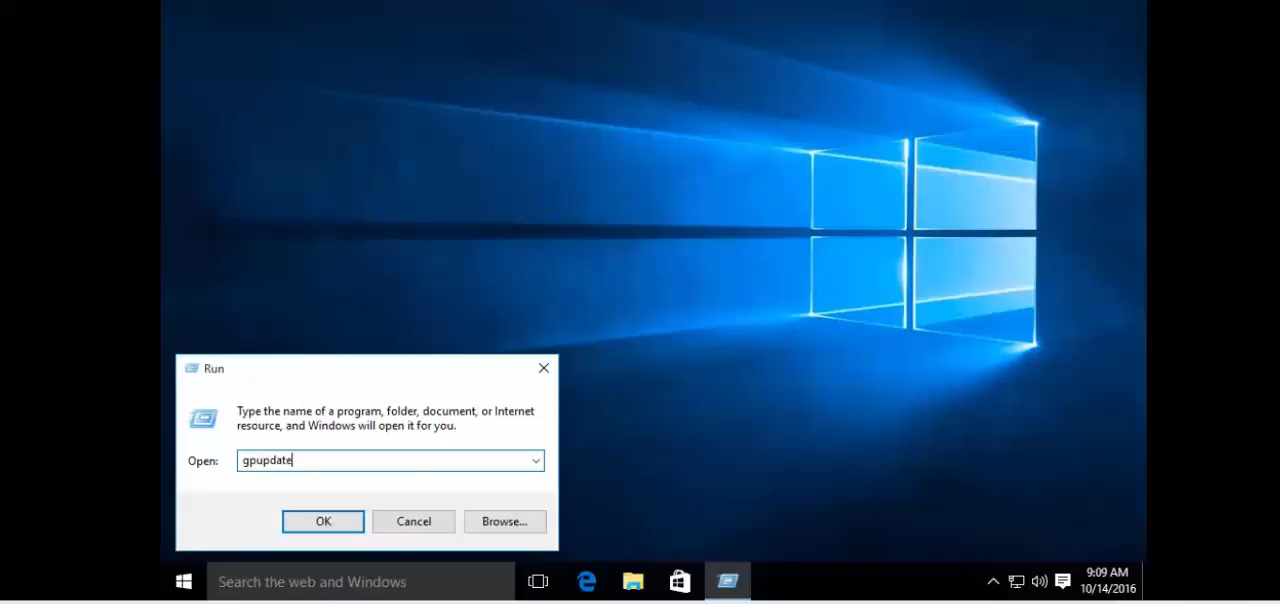 Run
Type the name of a program, folder, document, or Internet
resource, and Windows will open it for you.
Open:
gpupdate
OK
Cancel
Browse...
Search the web and Windows
9:09 AM
10/14/2016